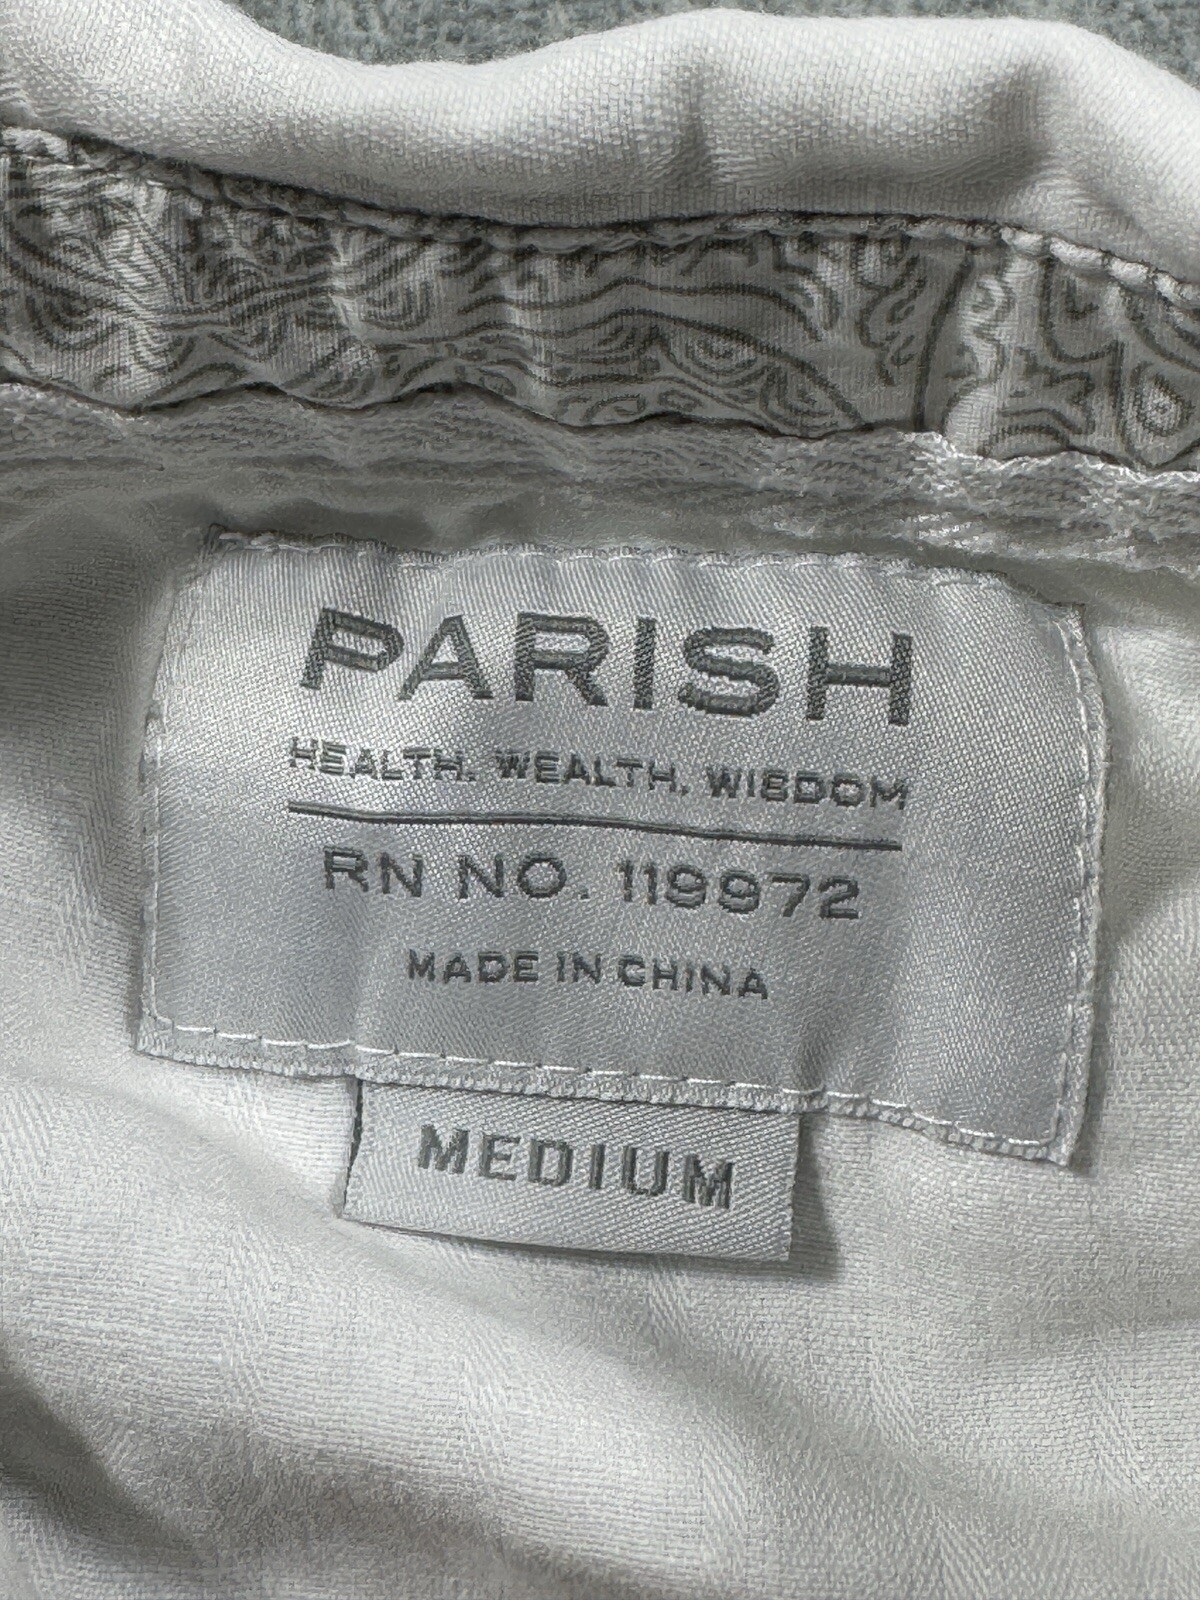 PARISH
HEALTH. WEALTH. WISDOM
RN NO. 119972
MADE IN CHINA
MEDIUM